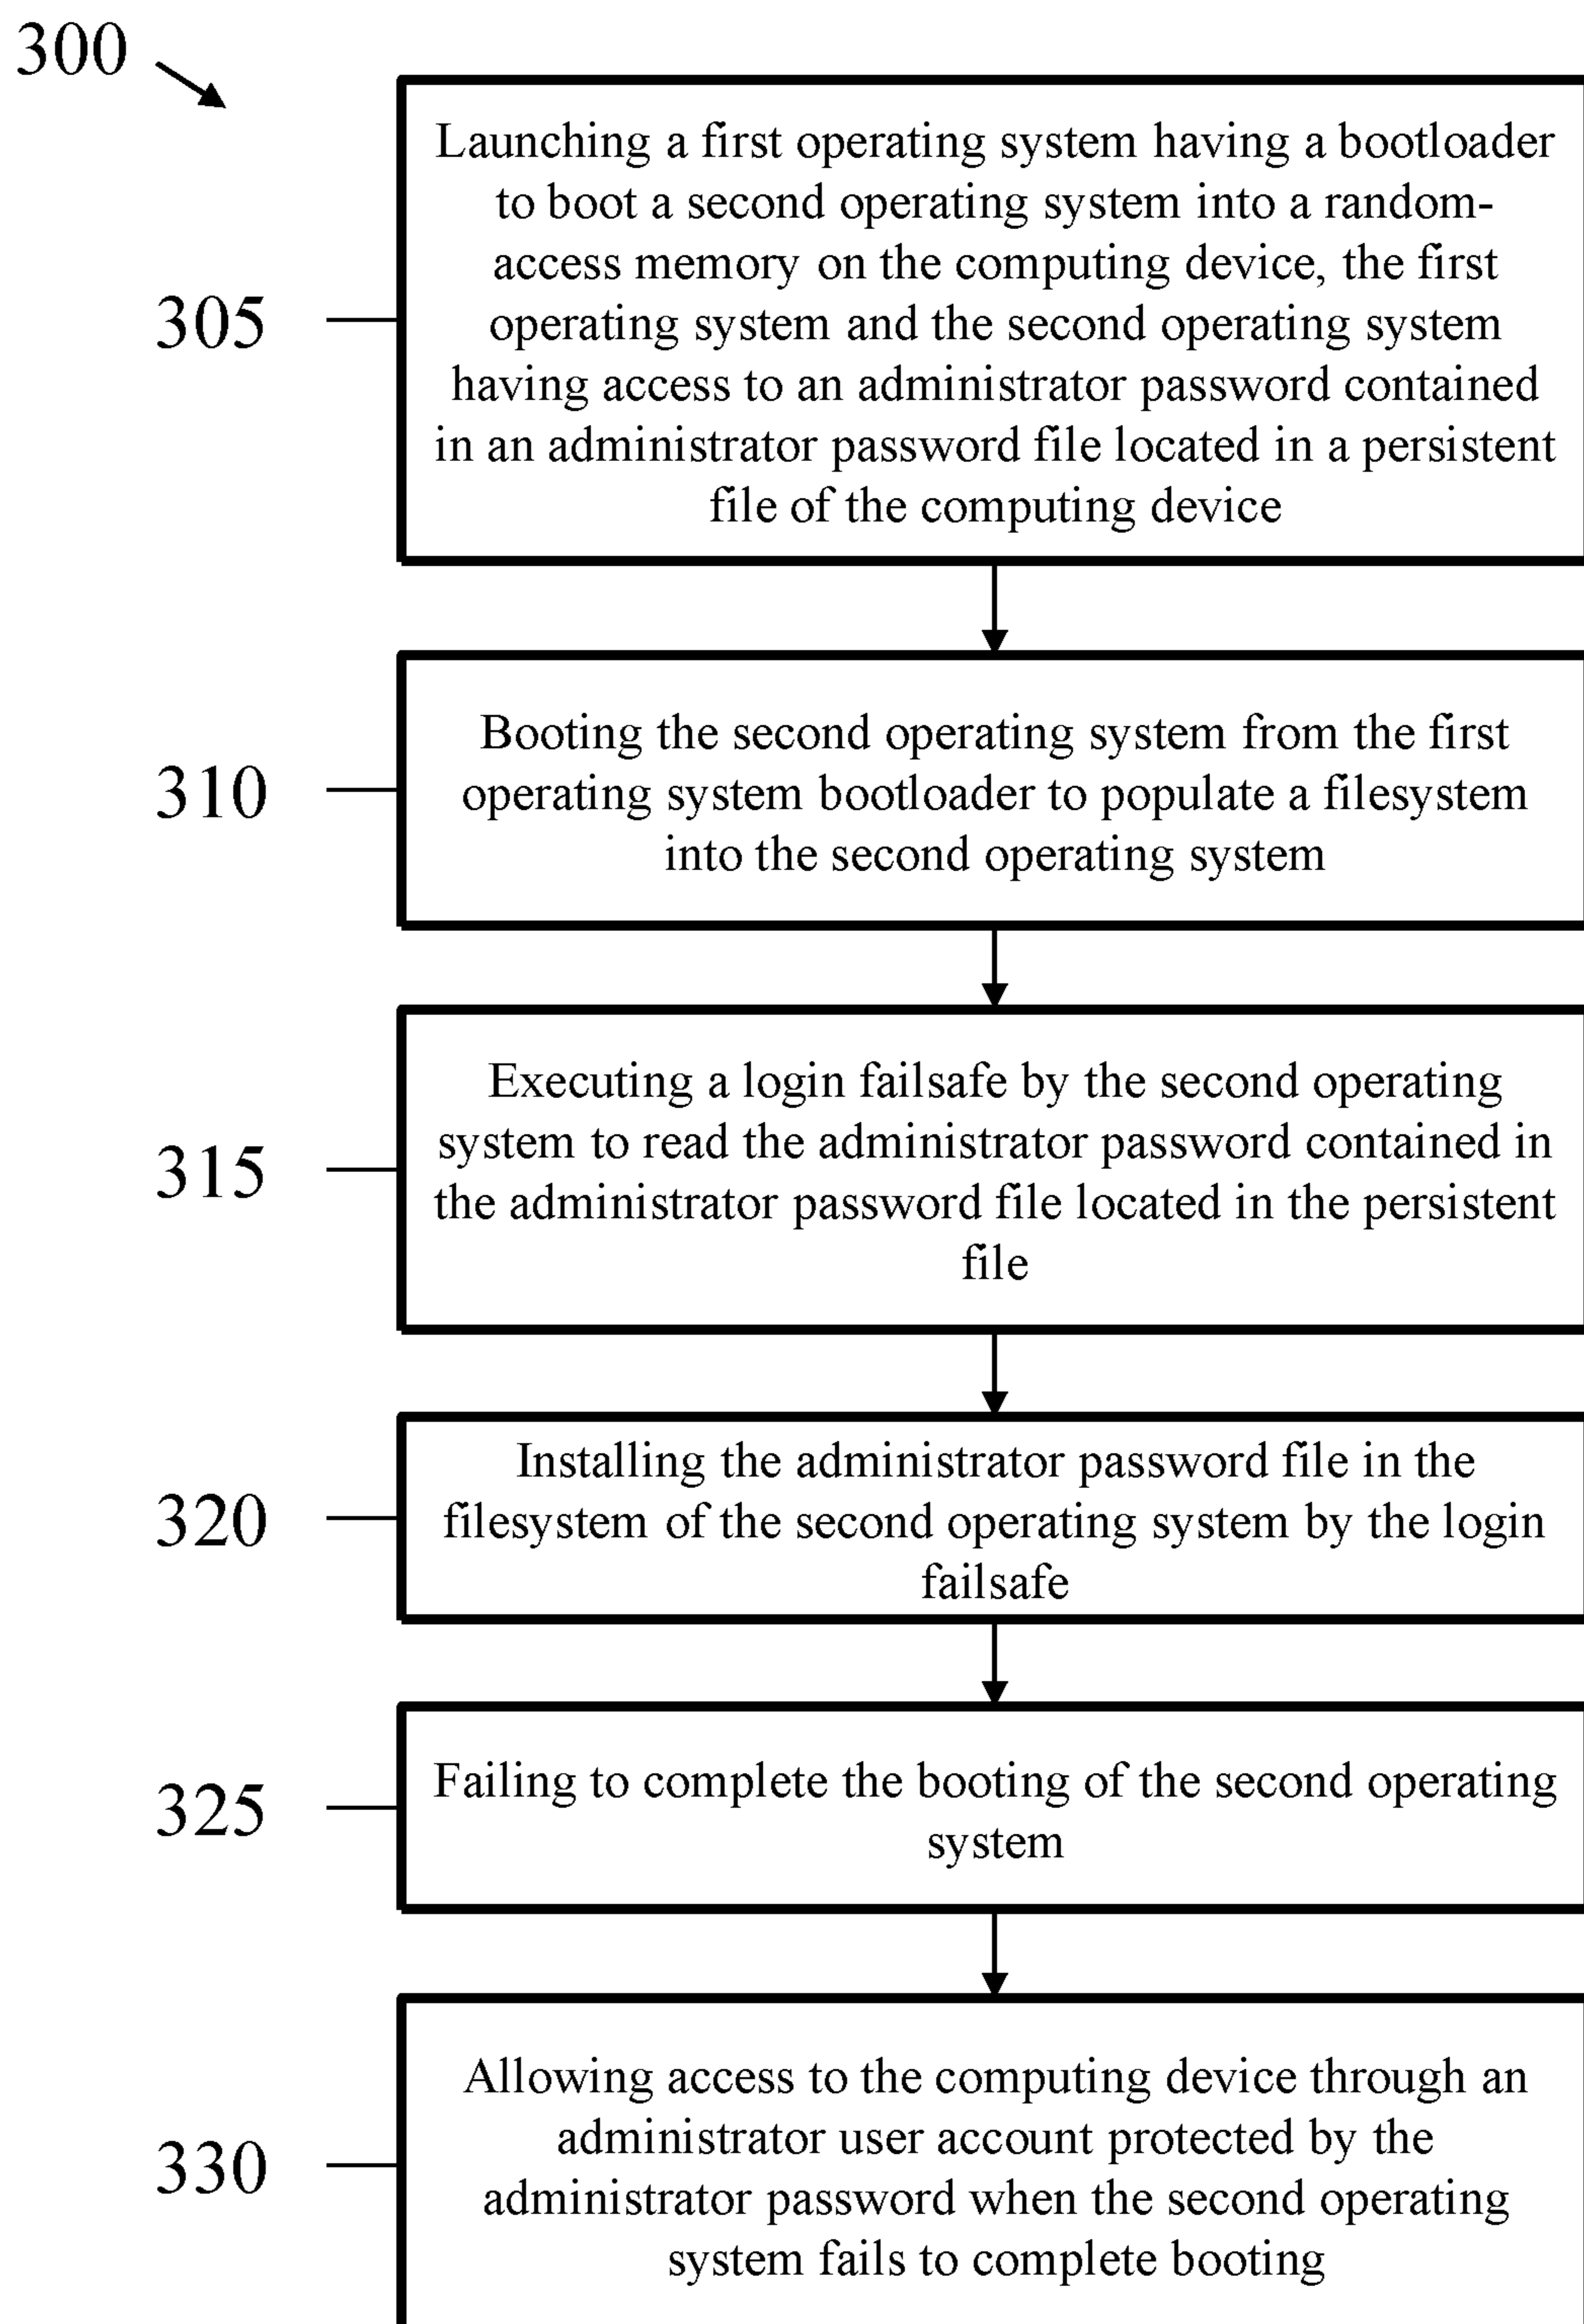 300
Launching a first operating system having a bootloader
to boot a second operating system into a random-
access memory on the computing device, the first
operating system and the second operating system
having access to an administrator password contained
in an administrator password file located in a persistent
file of the computing device
305
Booting the second operating system from the first
operating system bootloader to populate a filesystem
into the second operating system
310
Executing a login failsafe by the second operating
system to read the administrator password contained in
the administrator password file located in the persistent
file
315
Installing the administrator password file in the
filesystem of the second operating system by the login
failsafe
320
Failing to complete the booting of the second operating
system
325
Allowing access to the computing device through an
administrator user account protected by the
administrator password when the second operating
system fails to complete booting
330